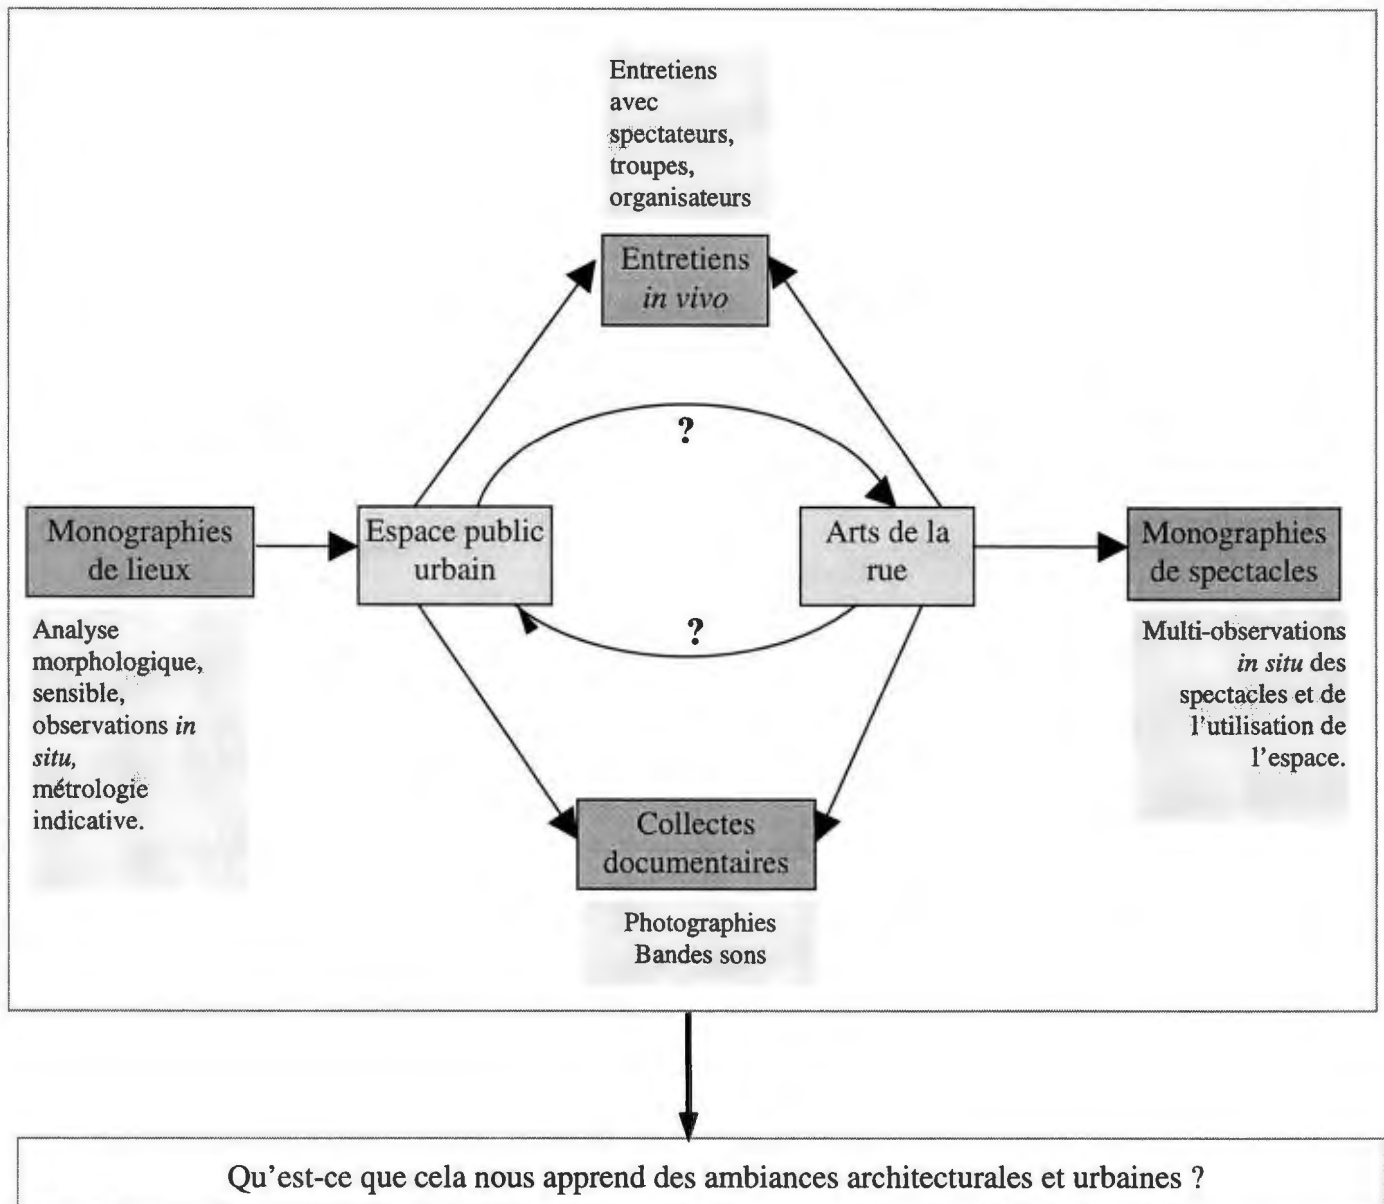 Entretiens
avec
spectateurs,
troupes,
organisateurs
Entretiens
in vivo
?
Monographies
de lieux
Espace public
urbain
Arts de la
rue
Monographies
de spectacles
?
Analyse
morphologique,
sensible,
observations in
situ,
métrologie
indicative.
Multi-observations
in situ des
spectacles et de
l'utilisation de
l'espace.
Collectes
documentaires
Photographies
Bandes sons
Qu'est-ce que cela nous apprend des ambiances architecturales et urbaines ?